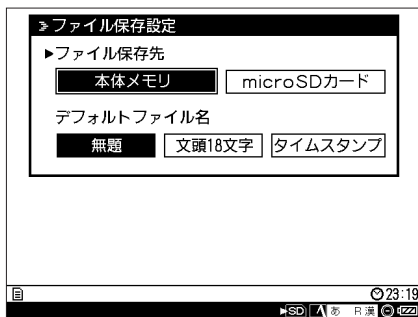 ファイル保存設定
▶ファイル保存先
本体メモリ microSDカード
デフォルトファイル名
無題 文頭18文字 タイムスタンプ
23:19
▶SD あ R漢